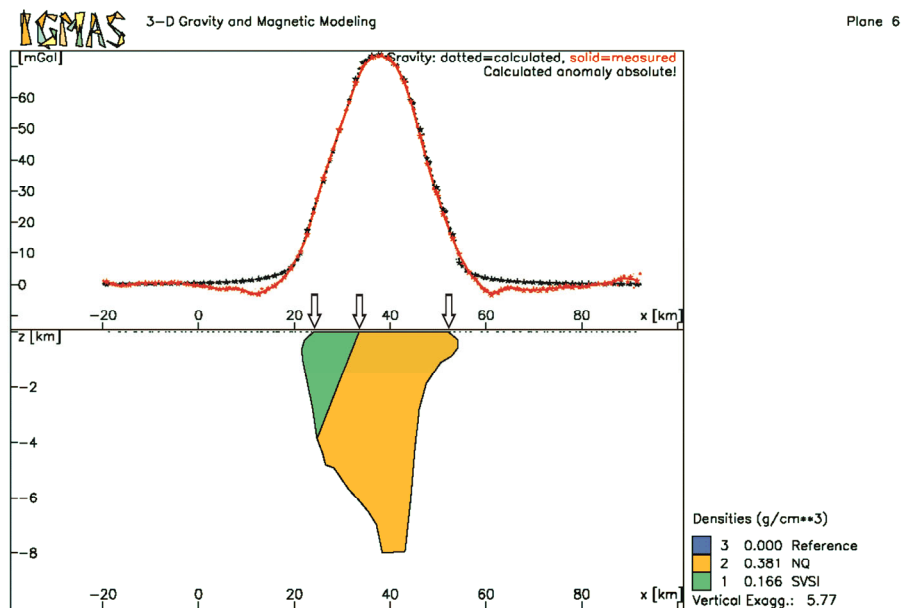 IGMAS 3-D Gravity and Magnetic Modeling Plane 6
[mGal]
Gravity: dotted=calculated, solid=measured
Calculated anomaly absolute!
60
50
40
30
20
10
0
-20 0 20 40 60 80 x [km]
z [km]
-2
-4
-6
-8
-20 0 20 40 60 80 x [km]
Densities (g/cm**3)
3 0.000 Reference
2 0.381 NQ
1 0.166 SVSI
Vertical Exagg.: 5.77